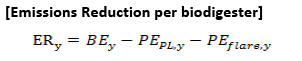 [Emissions Reduction per biodigester]
ER_y = BE_y − PE_{PL,y} − PE_{flare,y}